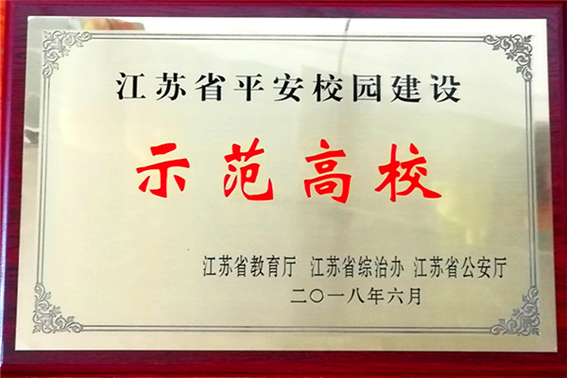 江苏省平安校园建设
示范高校
江苏省教育厅 江苏省综治办 江苏省公安厅
二〇一八年六月